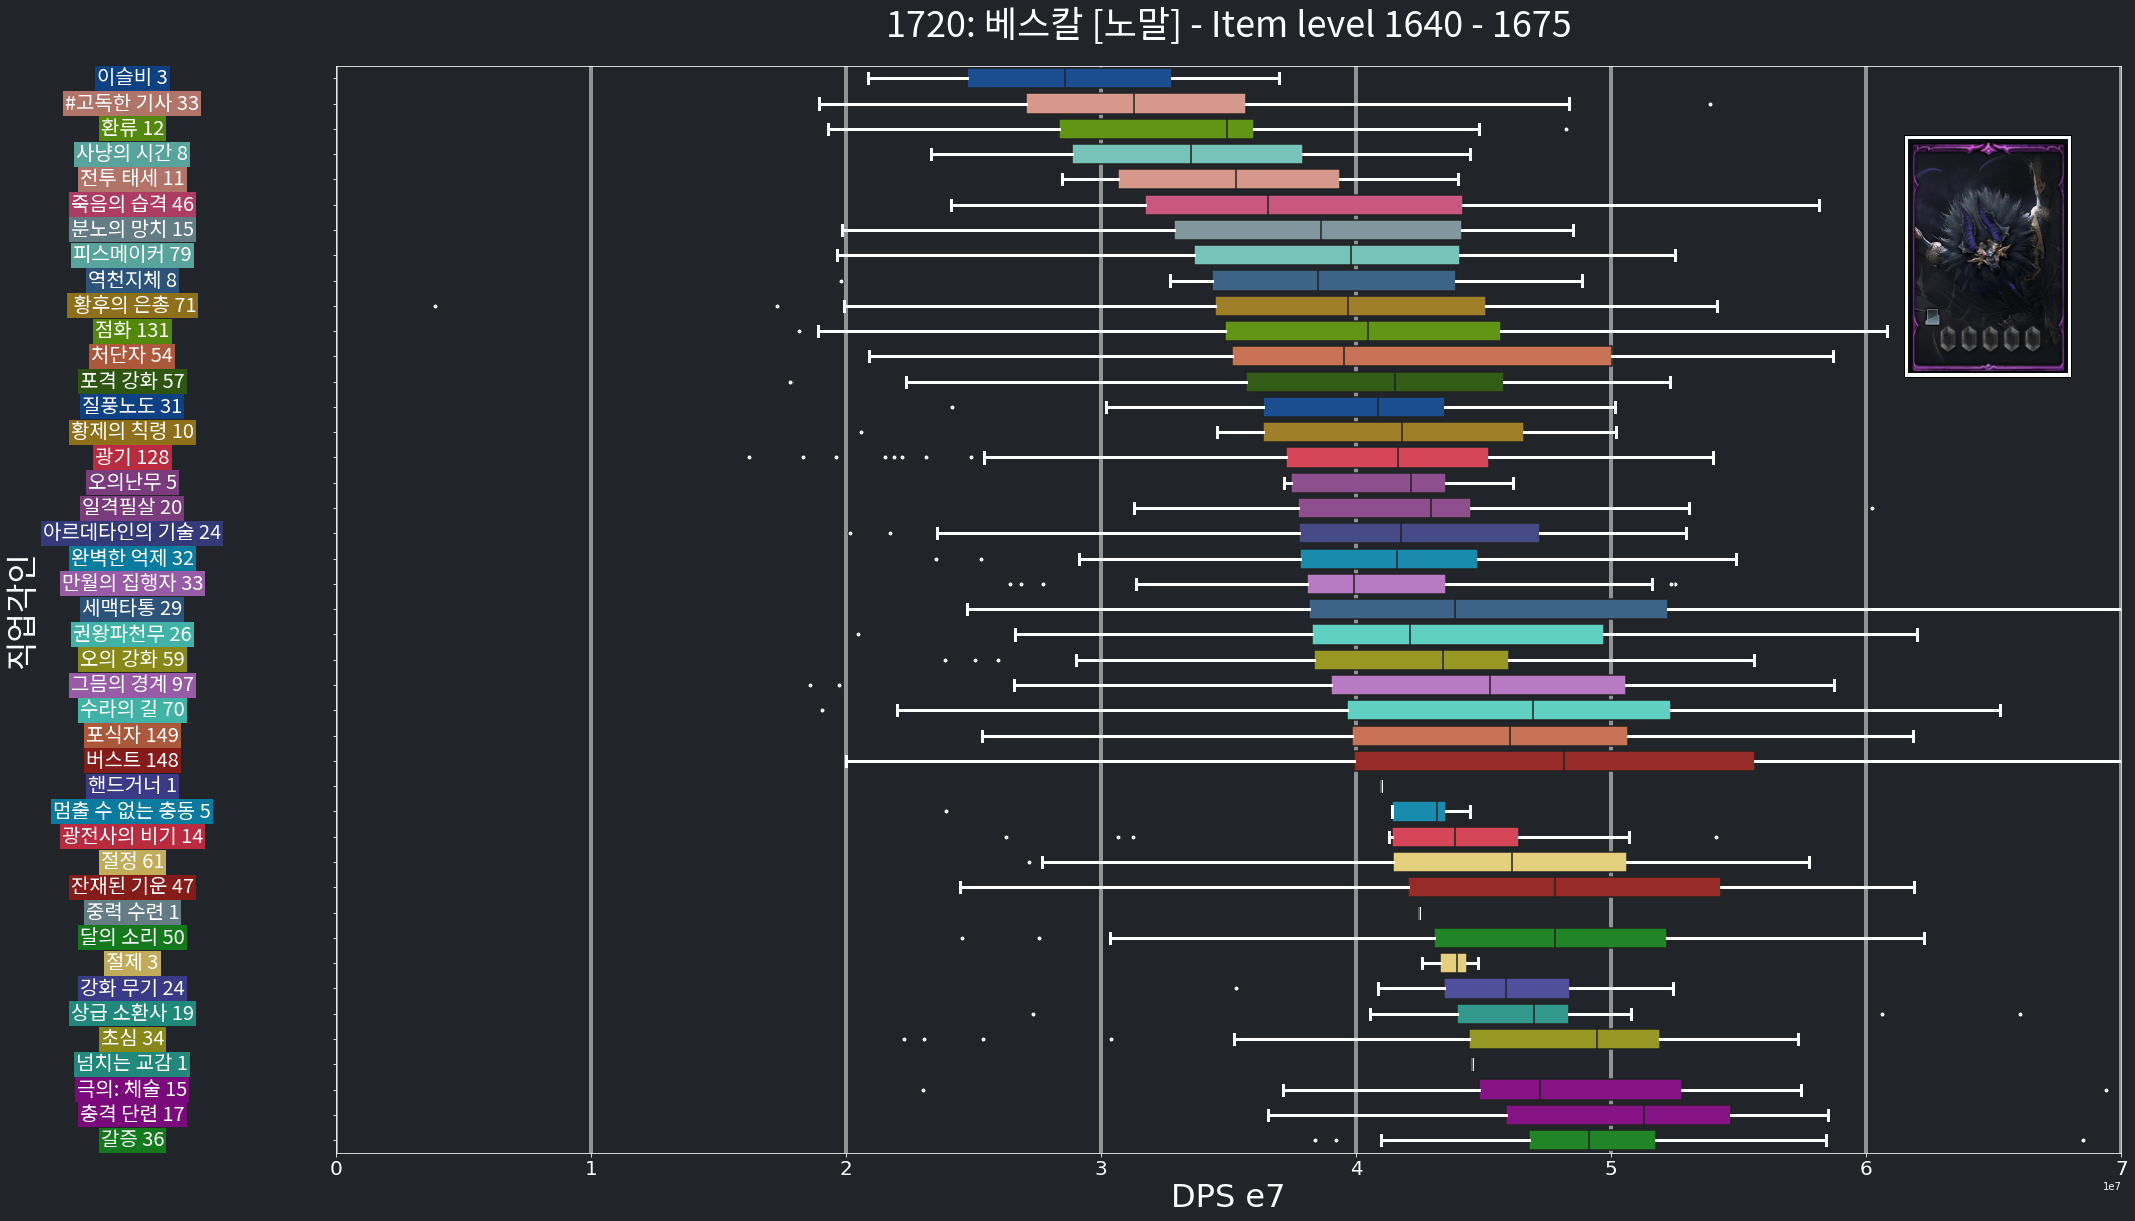 1720: 베스칼 [노말] - Item level 1640 - 1675
직업각인
이슬비 3
#고독한 기사 33
환류 12
사냥의 시간 8
전투 태세 11
죽음의 습격 46
분노의 망치 15
피스메이커 79
역천지체 8
황후의 은총 71
점화 131
처단자 54
포격 강화 57
질풍노도 31
황제의 칙령 10
광기 128
오의난무 5
일격필살 20
아르데타인의 기술 24
완벽한 억제 32
만월의 집행자 33
세맥타통 29
권왕파천무 26
오의 강화 59
그믐의 경계 97
수라의 길 70
포식자 149
버스트 148
핸드거너 1
멈출 수 없는 충동 5
광전사의 비기 14
절정 61
잔재된 기운 47
중력 수련 1
달의 소리 50
절제 3
강화 무기 24
상급 소환사 19
초심 34
넘치는 교감 1
극의: 체술 15
충격 단련 17
갈증 36
0 1 2 3 4 5 6 7
1e7
DPS e7